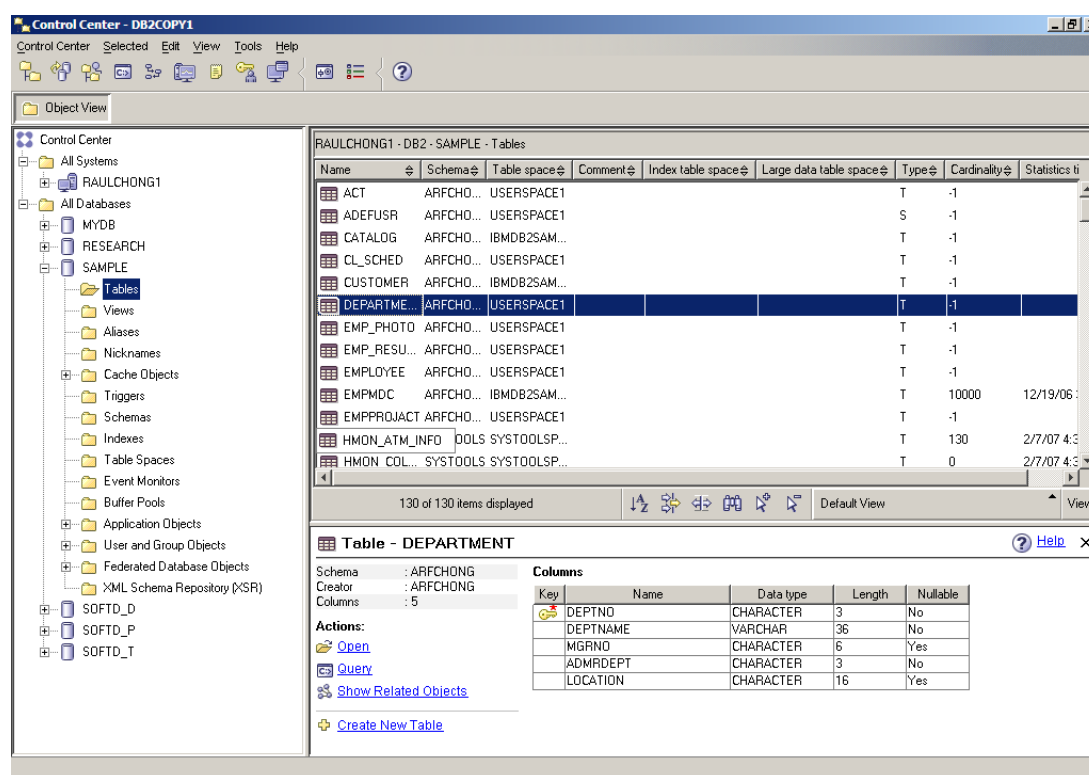 Control Center - DB2COPY1
Control Center Selected Edit View Tools Help
Object View
Control Center
All Systems
RAULCHONG1
All Databases
MYDB
RESEARCH
SAMPLE
Tables
Views
Aliases
Nicknames
Cache Objects
Triggers
Schemas
Indexes
Table Spaces
Event Monitors
Buffer Pools
Application Objects
User and Group Objects
Federated Database Objects
XML Schema Repository (XSR)
SOFTD_D
SOFTD_P
SOFTD_T
RAULCHONG1 - DB2 - SAMPLE - Tables
Name Schema Table space Comment Index table space Large data table space Type Cardinality Statistics ti
ACT ARFCHO... USERSPACE1 T -1
ADEFUSR ARFCHO... USERSPACE1 S -1
CATALOG ARFCHO... IBMDB2SAM... T -1
CL_SCHED ARFCHO... USERSPACE1 T -1
CUSTOMER ARFCHO... IBMDB2SAM... T -1
DEPARTME... ARFCHO... USERSPACE1 T -1
EMP_PHOTO ARFCHO... USERSPACE1 T -1
EMP_RESU... ARFCHO... USERSPACE1 T -1
EMPLOYEE ARFCHO... USERSPACE1 T -1
EMPMDC ARFCHO... IBMDB2SAM... T 10000 12/19/06
EMPPROJACT ARFCHO... USERSPACE1 T -1
HMON_ATM_INFO OOLS SYSTOOLSP... T 130 2/7/07 4:3
HMON_COL... SYSTOOLS SYSTOOLSP... T 0 2/7/07 4:3
130 of 130 items displayed Default View View
Table - DEPARTMENT Help
Schema : ARFCHONG
Creator : ARFCHONG
Columns : 5
Actions:
Open
Query
Show Related Objects
Create New Table
Columns
Key Name Data type Length Nullable
DEPTNO CHARACTER 3 No
DEPTNAME VARCHAR 36 No
MGRNO CHARACTER 6 Yes
ADMRDEPT CHARACTER 3 No
LOCATION CHARACTER 16 Yes